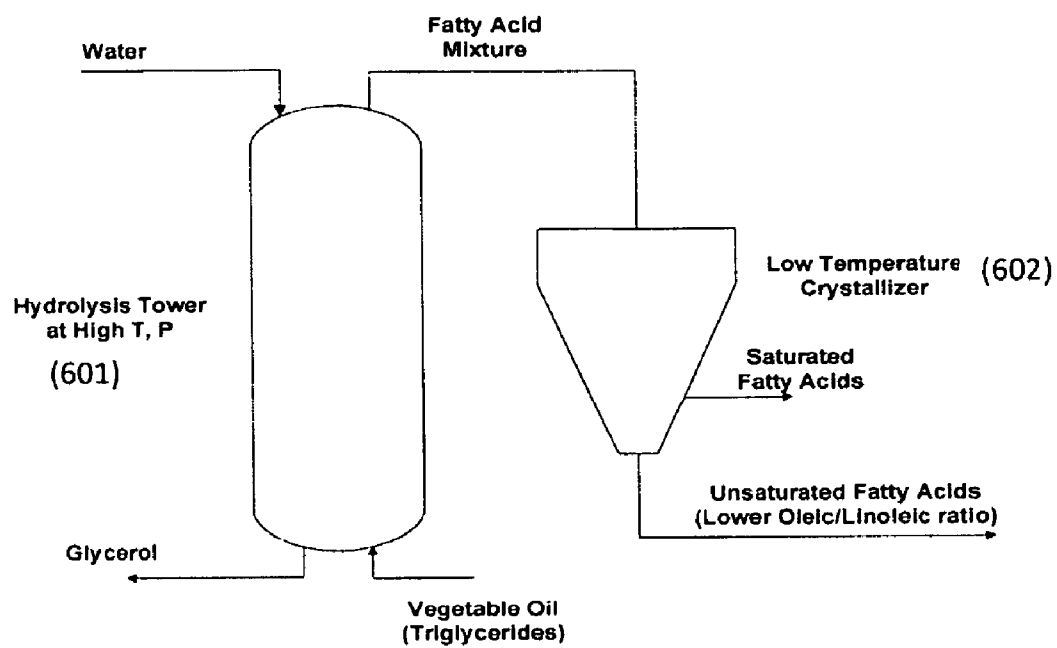 Fatty Acid
Mixture
Water
Low Temperature
Crystallizer
(602)
Hydrolysis Tower
at High T, P
(601)
Saturated
Fatty Acids
Unsaturated Fatty Acids
(Lower Oleic/Linoleic ratio)
Glycerol
Vegetable Oil
(Triglycerides)